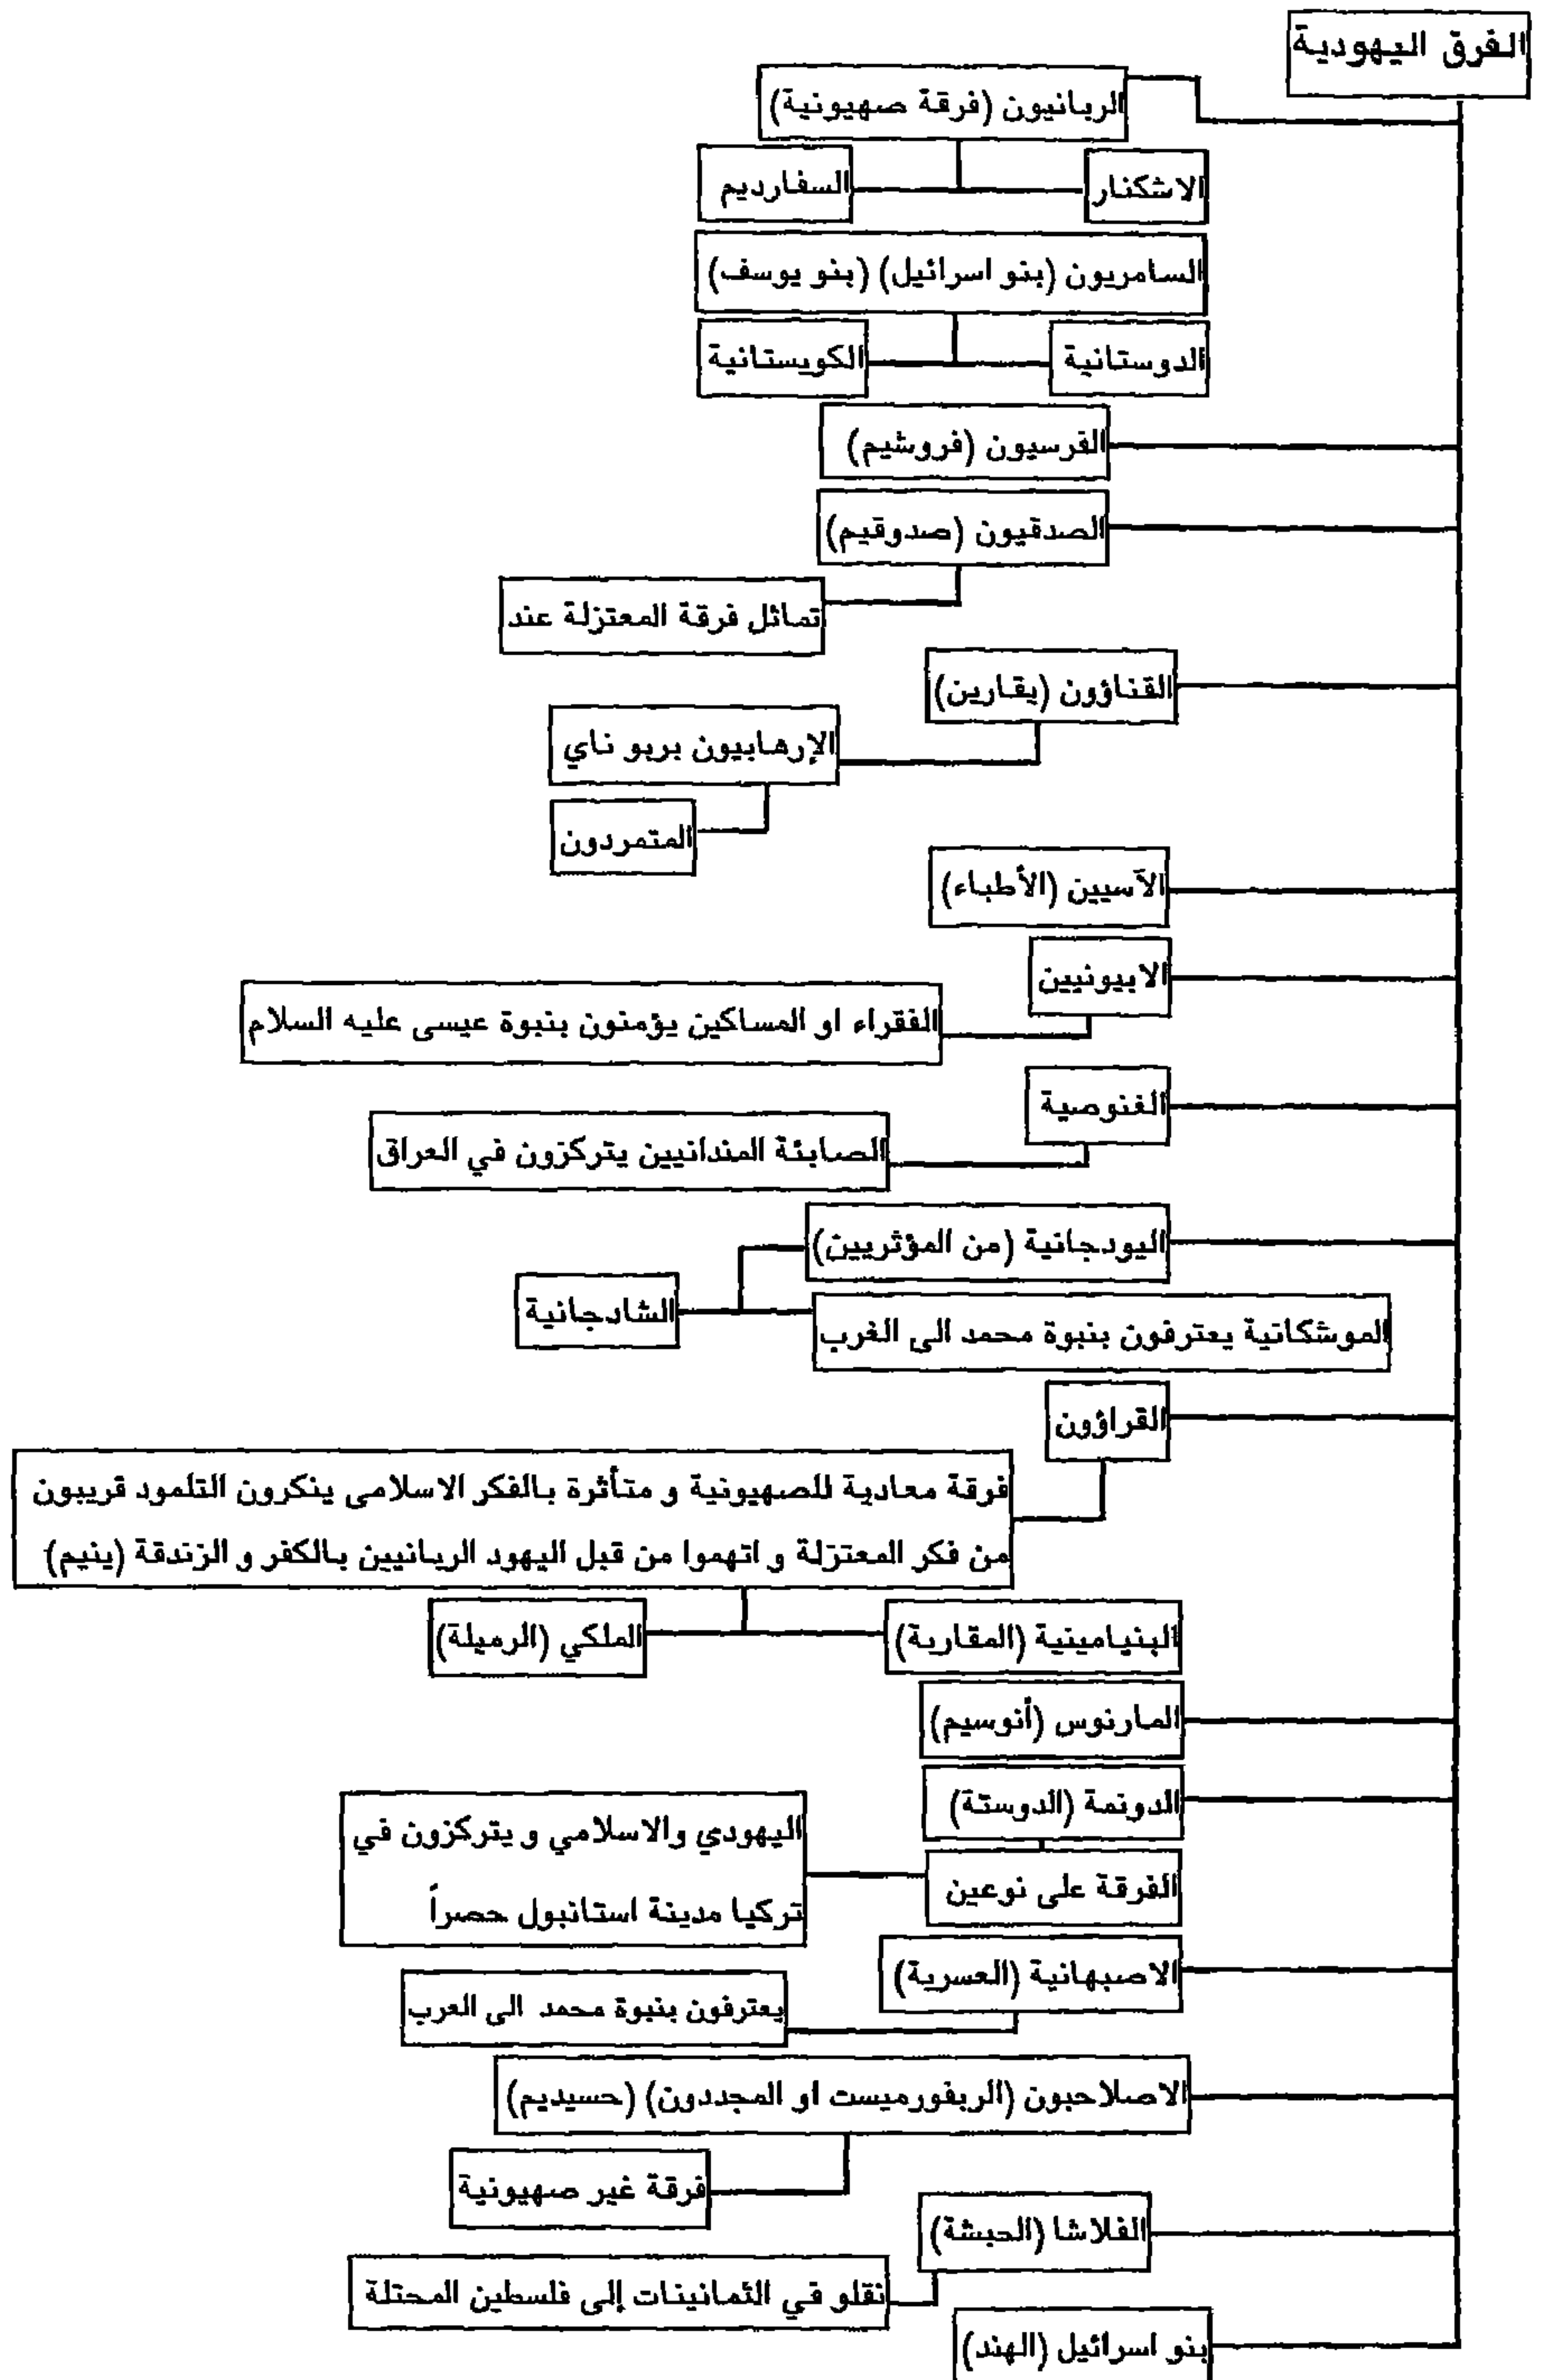 الفرق اليهودية
الربانيون (فرقة صهيونية)
الاشكنار
السفارديم
السامريون (بنو اسرائيل) (بنو يوسف)
الدوستانية
الكويستانية
الفرسيون (فروشيم)
الصدقيون (صدوقيم)
تماثل فرقة المعتزلة عند
القناؤون (يقارين)
الإرهابيون بريو ناي
المتمردون
الآسيين (الأطباء)
الابيونيين
الفقراء او المساكين يؤمنون بنبوة عيسى عليه السلام
الغنوصية
الصابئة المندانيين يتركزون في العراق
اليودجانية (من المؤثريين)
الشادجانية
الموشكاتية يعترفون بنبوة محمد الى الغرب
القراؤون
فرقة معادية للصهيونية و متأثرة بالفكر الاسلامي ينكرون التلمود قريبون
من فكر المعتزلة و اتهموا من قبل اليهود الربانيين بالكفر و الزندقة (ينيم)
البنيامينية (المقاربة)
الملكي (الرميلة)
المارنوس (أنوسيم)
الدونمة (الدوستة)
الفرقة على نوعين
اليهودي والاسلامي و يتركزون في
تركيا مدينة استانبول حصراً
الاصبهانية (العسرية)
يعترفون بنبوة محمد الى العرب
الاصلاحبون (الريفورميست او المجددون) (حسيديم)
فرقة غير صهيونية
الفلاشا (الحبشة)
نقلو في الثمانينات إلى فلسطين المحتلة
بنو اسرائيل (الهند)